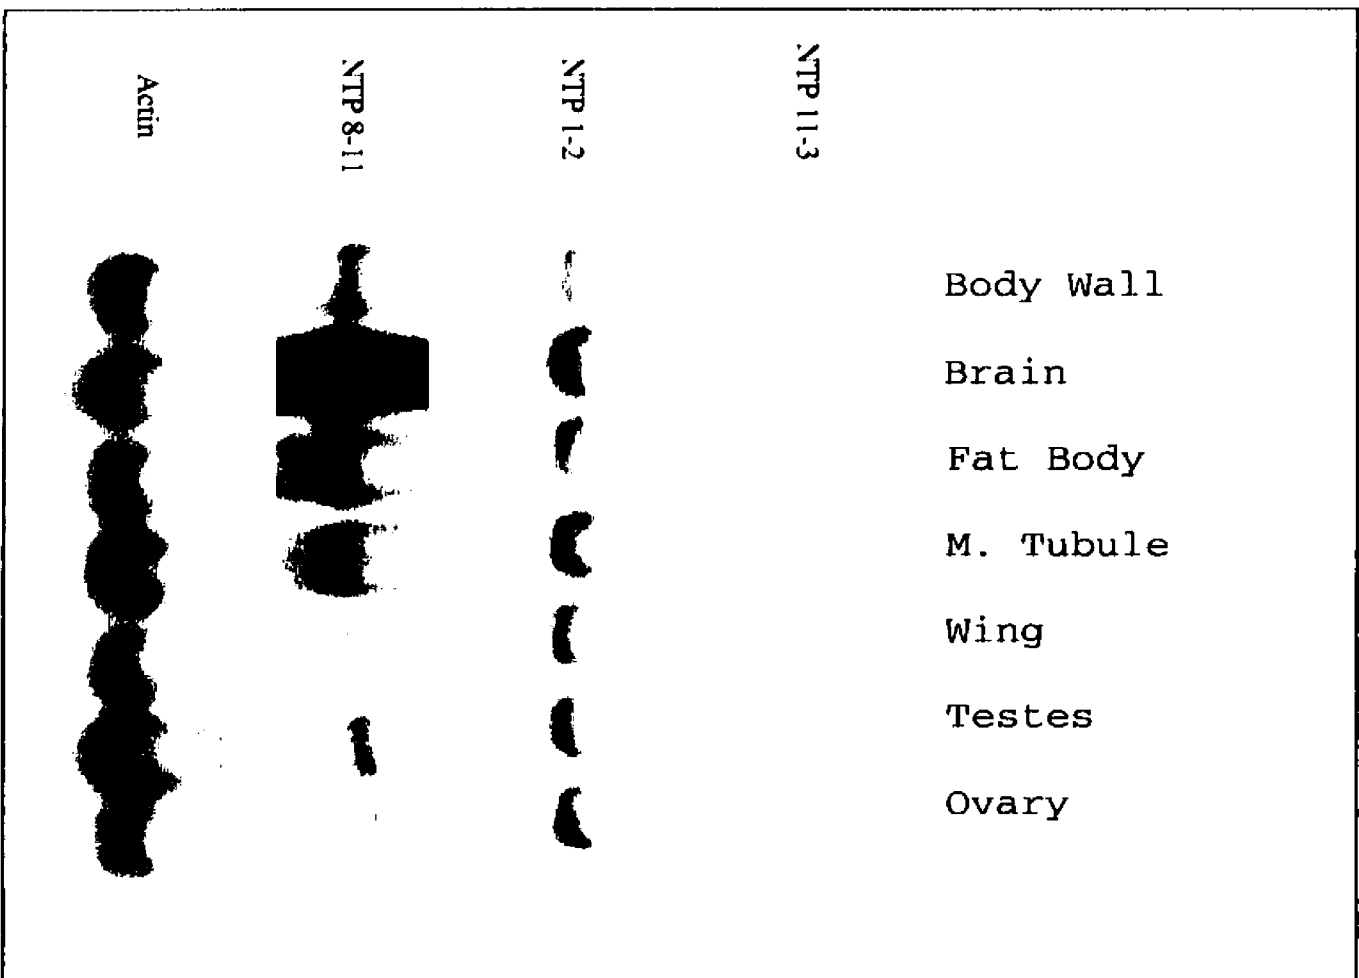 Actin
NTP 8-11
NTP 1-2
NTP 11-3
Body Wall
Brain
Fat Body
M. Tubule
Wing
Testes
Ovary